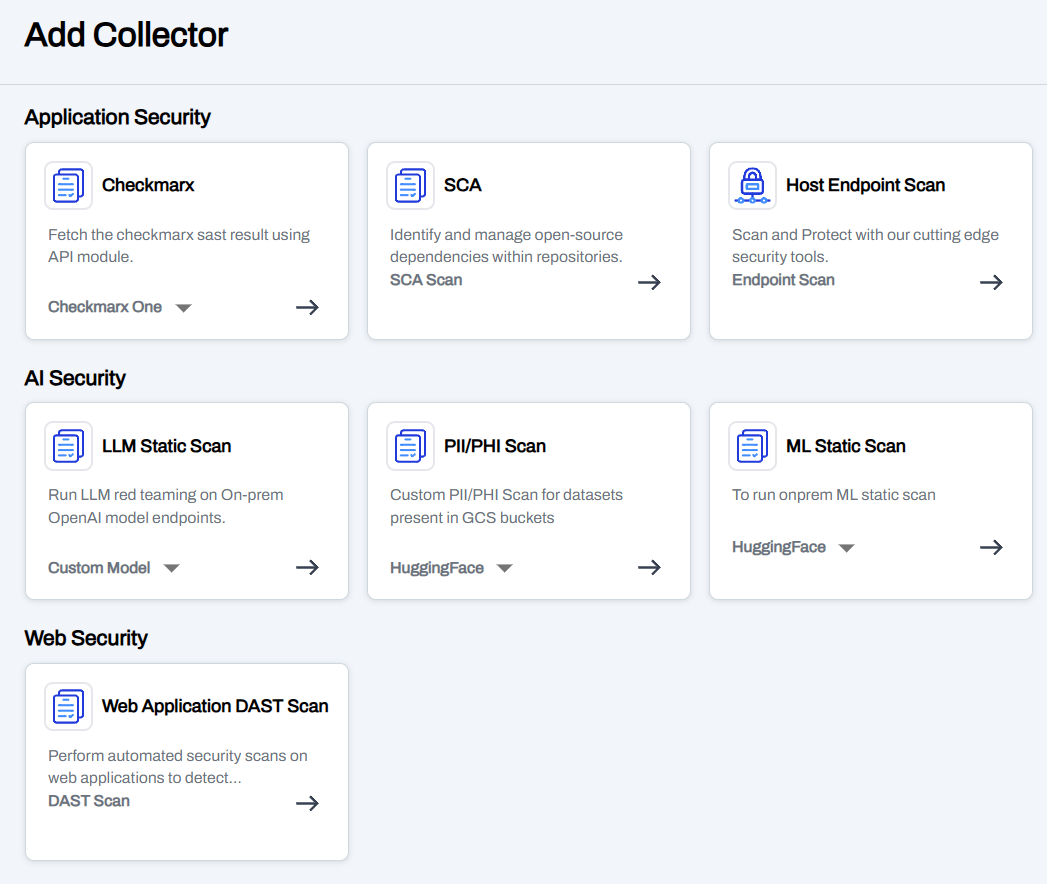 Add Collector
Application Security
Checkmarx
Fetch the checkmarx sast result using
API module.
Checkmarx One
SCA
Identify and manage open-source
dependencies within repositories.
SCA Scan
Host Endpoint Scan
Scan and Protect with our cutting edge
security tools.
Endpoint Scan
AI Security
LLM Static Scan
Run LLM red teaming on On-prem
OpenAI model endpoints.
Custom Model
PII/PHI Scan
Custom PII/PHI Scan for datasets
present in GCS buckets
HuggingFace
ML Static Scan
To run onprem ML static scan
HuggingFace
Web Security
Web Application DAST Scan
Perform automated security scans on
web applications to detect...
DAST Scan